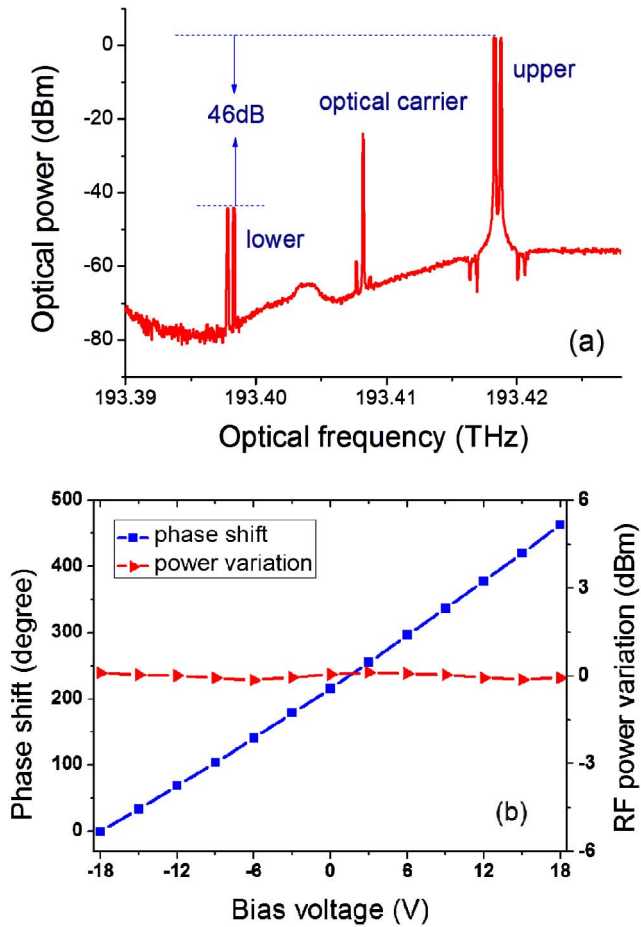 0
-20
-40
-60
-80
Optical power (dBm)
46dB
optical carrier
upper
lower
(a)
193.39 193.40 193.41 193.42
Optical frequency (THz)
500
400
300
200
100
0
Phase shift (degree)
phase shift
power variation
6
3
0
-3
-6
RF power variation (dBm)
(b)
-18 -12 -6 0 6 12 18
Bias voltage (V)